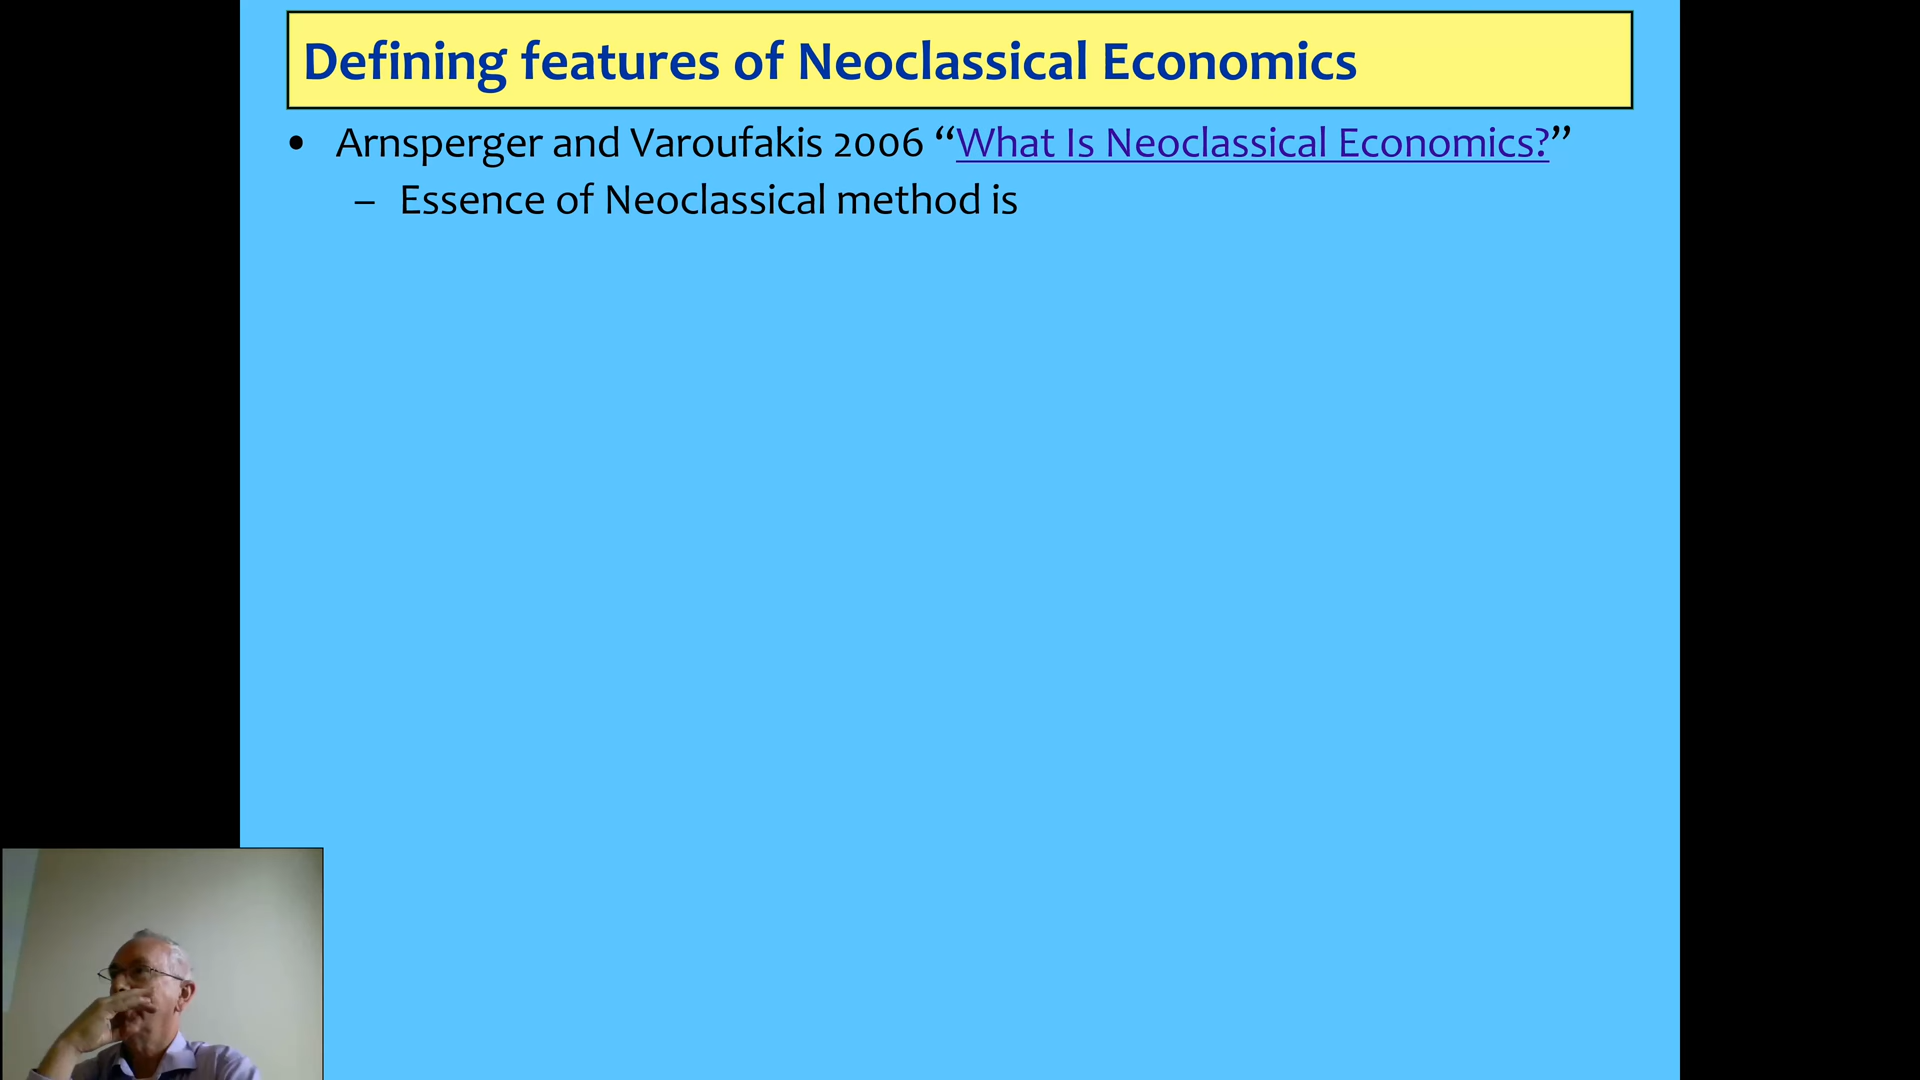 Defining features of Neoclassical Economics
• Arnsperger and Varoufakis 2006 “What Is Neoclassical Economics?”
– Essence of Neoclassical method is